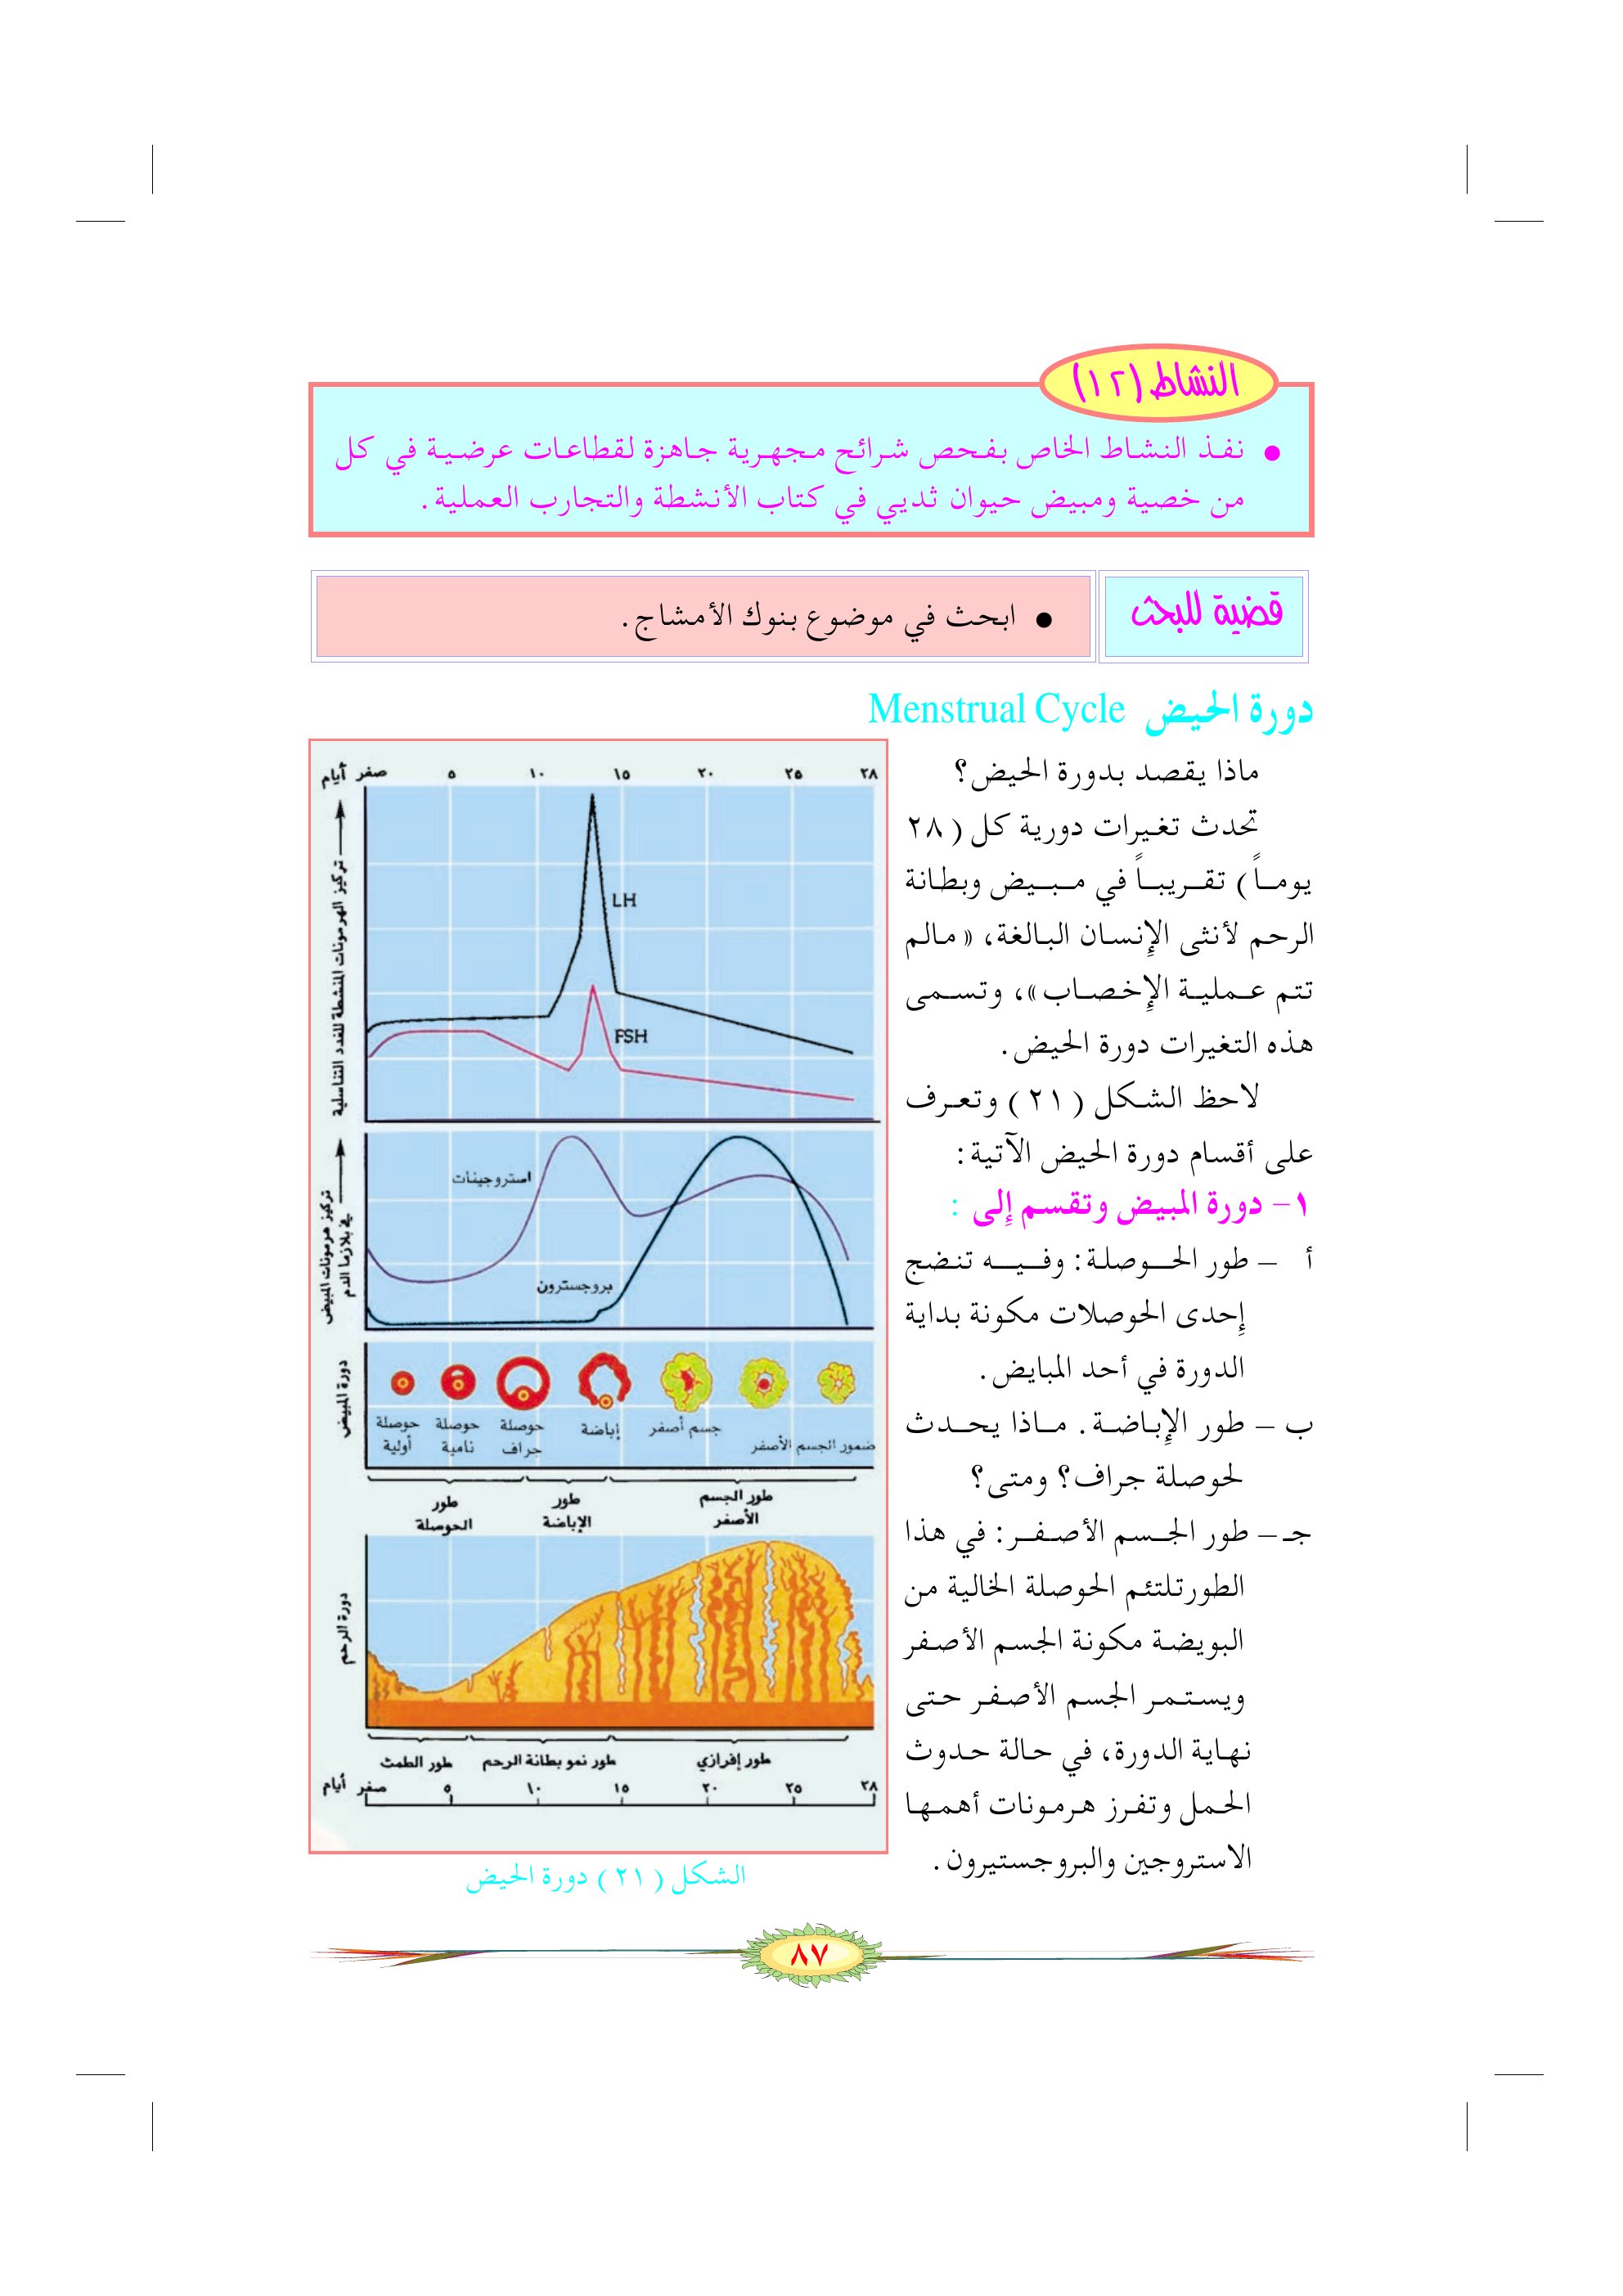 النشاط (١٢)
• نفذ النشاط الخاص بفحص شرائح مجهرية جاهزة لقطاعات عرضية في كل
من خصية ومبيض حيوان ثديي في كتاب الأنشطة والتجارب العملية.
قضية للبحث
• ابحث في موضوع بنوك الأمشاج.
دورة الحيض Menstrual Cycle
ماذا يقصد بدورة الحيض؟
تحدث تغيرات دورية كل (٢٨
يوماً) تقريباً في مبيض وبطانة
الرحم لأنثى الإِنسان البالغة، «مالم
تتم عملية الإِخصاب»، وتسمى
هذه التغيرات دورة الحيض.
لاحظ الشكل (٢١) وتعرف
على أقسام دورة الحيض الآتية:
١- دورة المبيض وتقسم إِلى :
أ – طور الحوصلة: وفيه تنضج
إِحدى الحوصلات مكونة بداية
الدورة في أحد المبايض.
ب – طور الإِباضة. ماذا يحدث
لحوصلة جراف؟ ومتى؟
جـ – طور الجسم الأصفر: في هذا
الطورتلتئم الحوصلة الخالية من
البويضة مكونة الجسم الأصفر
ويستمر الجسم الأصفر حتى
نهاية الدورة، في حالة حدوث
الحمل وتفرز هرمونات أهمها
الاستروجين والبروجستيرون.
أيام صفر ٥ ١٠ ١٥ ٢٠ ٢٥ ٢٨
تركيز الهرمونات المنشطة للغدد التناسلية
LH
FSH
تركيز هرمونات المبيض
في بلازما الدم
استروجينات
بروجسترون
دورة المبيض
حوصلة أولية
حوصلة نامية
حوصلة جراف
إباضة
جسم أصفر
ضمور الجسم الأصفر
طور الحوصلة
طور الإباضة
طور الجسم الأصفر
دورة الرحم
طور الطمث
طور نمو بطانة الرحم
طور إفرازي
أيام صفر ٥ ١٠ ١٥ ٢٠ ٢٥ ٢٨
الشكل (٢١) دورة الحيض
٨٧